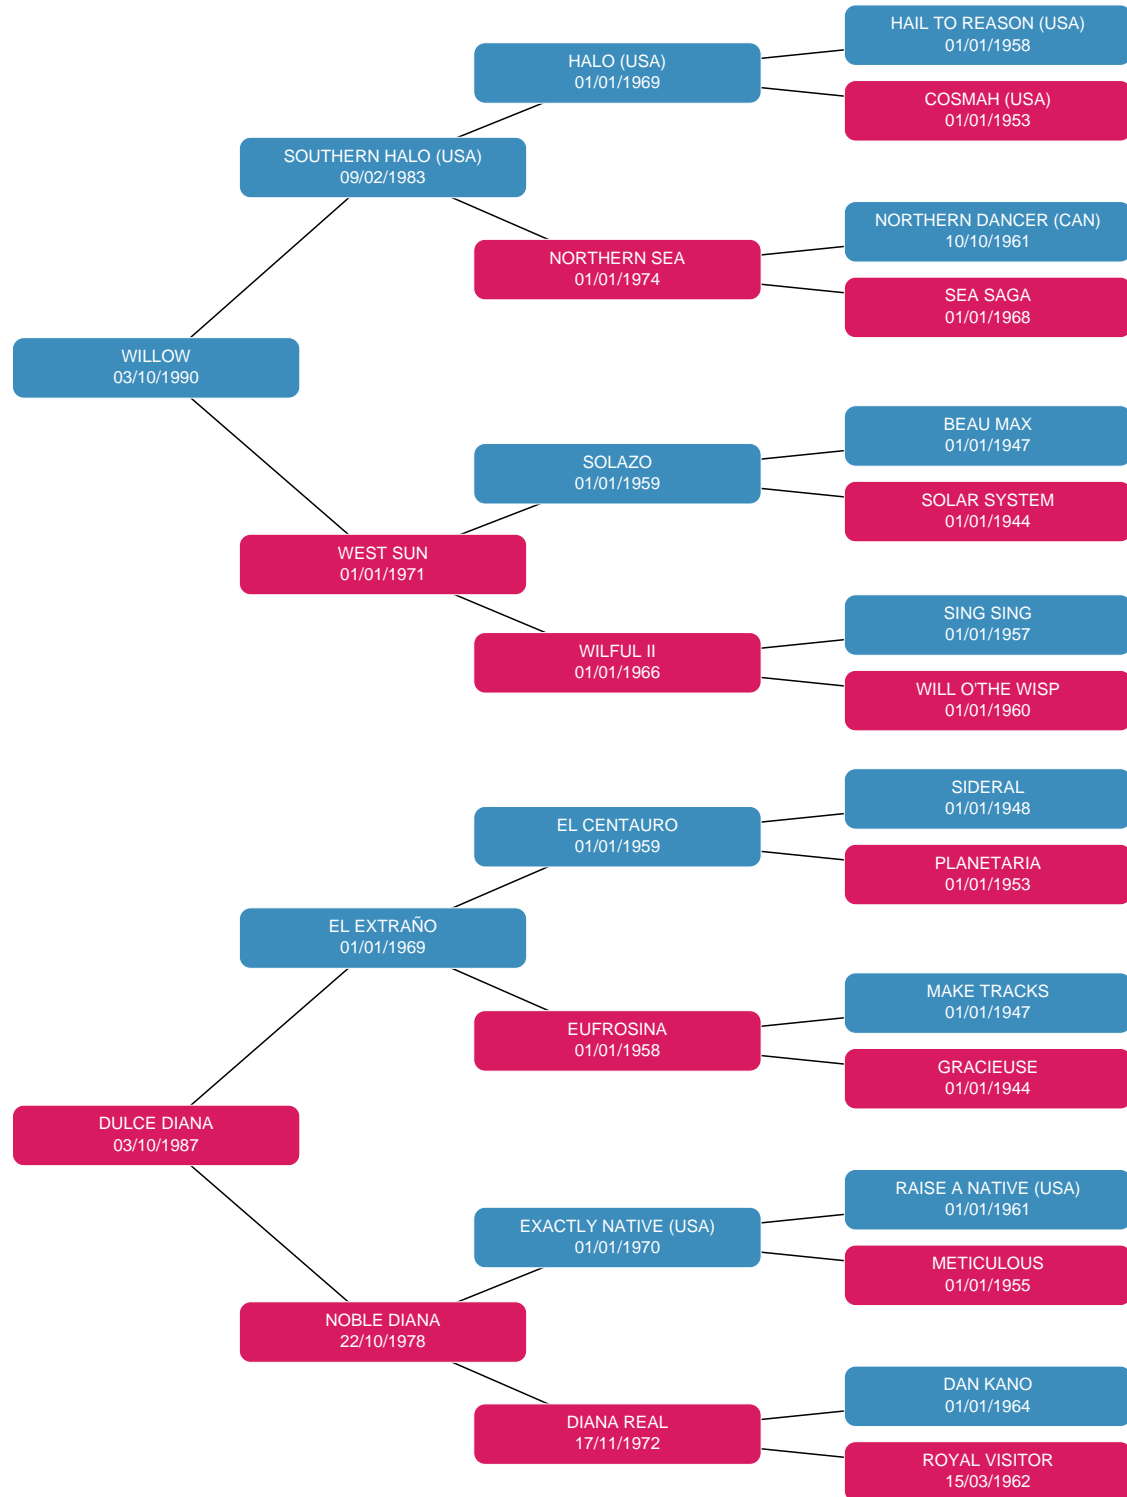 HAIL TO REASON (USA)
01/01/1958
HALO (USA)
01/01/1969
COSMAH (USA)
01/01/1953
SOUTHERN HALO (USA)
09/02/1983
NORTHERN DANCER (CAN)
10/10/1961
NORTHERN SEA
01/01/1974
SEA SAGA
01/01/1968
WILLOW
03/10/1990
BEAU MAX
01/01/1947
SOLAZO
01/01/1959
SOLAR SYSTEM
01/01/1944
WEST SUN
01/01/1971
SING SING
01/01/1957
WILFUL II
01/01/1966
WILL O'THE WISP
01/01/1960
SIDERAL
01/01/1948
EL CENTAURO
01/01/1959
PLANETARIA
01/01/1953
EL EXTRAÑO
01/01/1969
MAKE TRACKS
01/01/1947
EUFROSINA
01/01/1958
GRACIEUSE
01/01/1944
DULCE DIANA
03/10/1987
RAISE A NATIVE (USA)
01/01/1961
EXACTLY NATIVE (USA)
01/01/1970
METICULOUS
01/01/1955
NOBLE DIANA
22/10/1978
DAN KANO
01/01/1964
DIANA REAL
17/11/1972
ROYAL VISITOR
15/03/1962